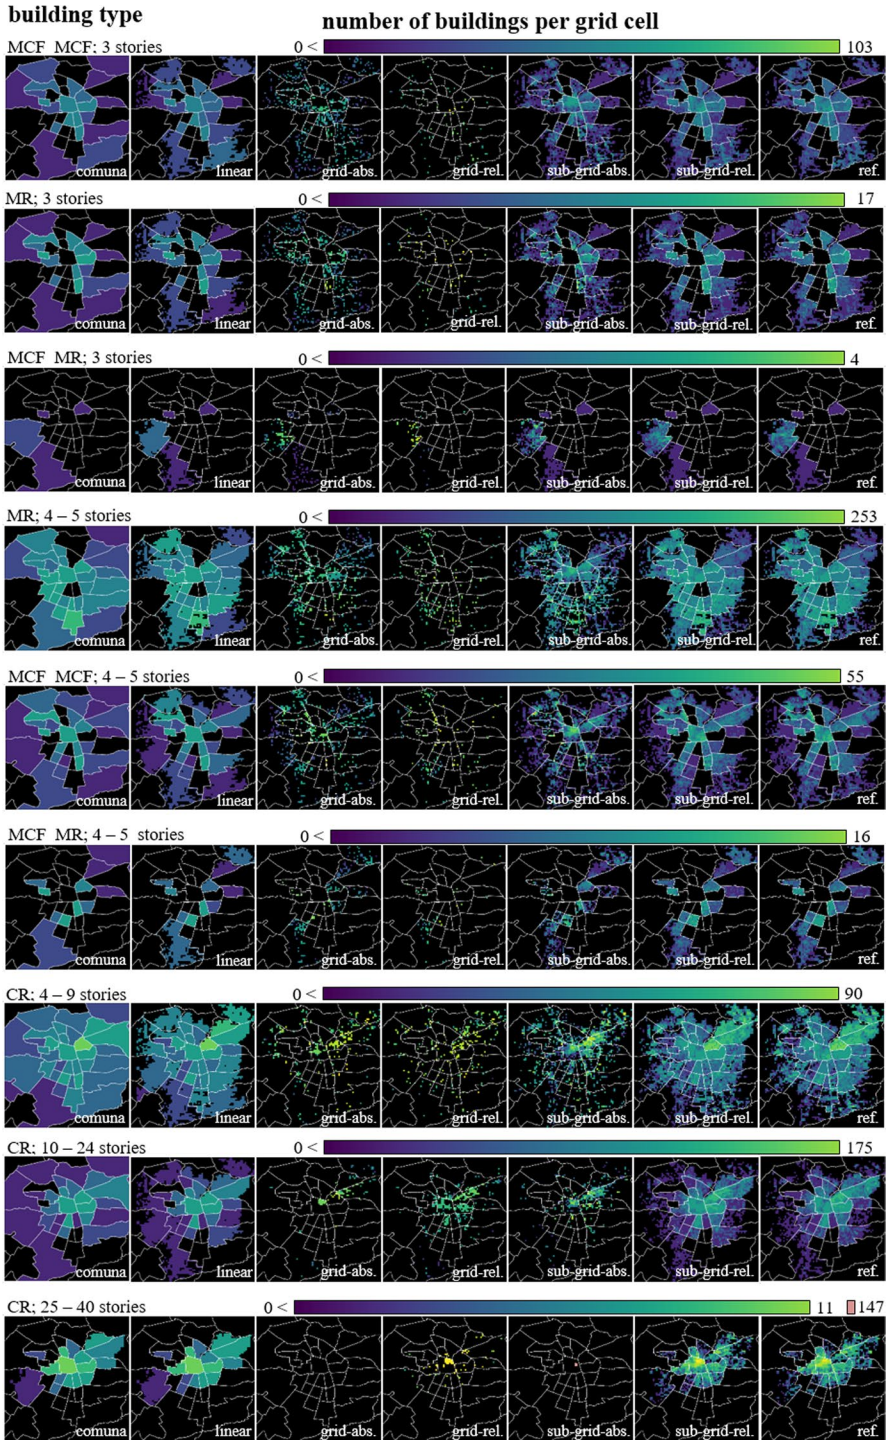 building type
number of buildings per grid cell
MCF MCF; 3 stories 0 < 103
comuna linear grid-abs. grid-rel. sub-grid-abs. sub-grid-rel. ref.
MR; 3 stories 0 < 17
comuna linear grid-abs. grid-rel. sub-grid-abs. sub-grid-rel. ref.
MCF MR; 3 stories 0 < 4
comuna linear grid-abs. grid-rel. sub-grid-abs. sub-grid-rel. ref.
MR; 4 – 5 stories 0 < 253
comuna linear grid-abs. grid-rel. sub-grid-abs. sub-grid-rel. ref.
MCF MCF; 4 – 5 stories 0 < 55
comuna linear grid-abs. grid-rel. sub-grid-abs. sub-grid-rel. ref.
MCF MR; 4 – 5 stories 0 < 16
comuna linear grid-abs. grid-rel. sub-grid-abs. sub-grid-rel. ref.
CR; 4 – 9 stories 0 < 90
comuna linear grid-abs. grid-rel. sub-grid-abs. sub-grid-rel. ref.
CR; 10 – 24 stories 0 < 175
comuna linear grid-abs. grid-rel. sub-grid-abs. sub-grid-rel. ref.
CR; 25 – 40 stories 0 < 11 147
comuna linear grid-abs. grid-rel. sub-grid-abs. sub-grid-rel. ref.